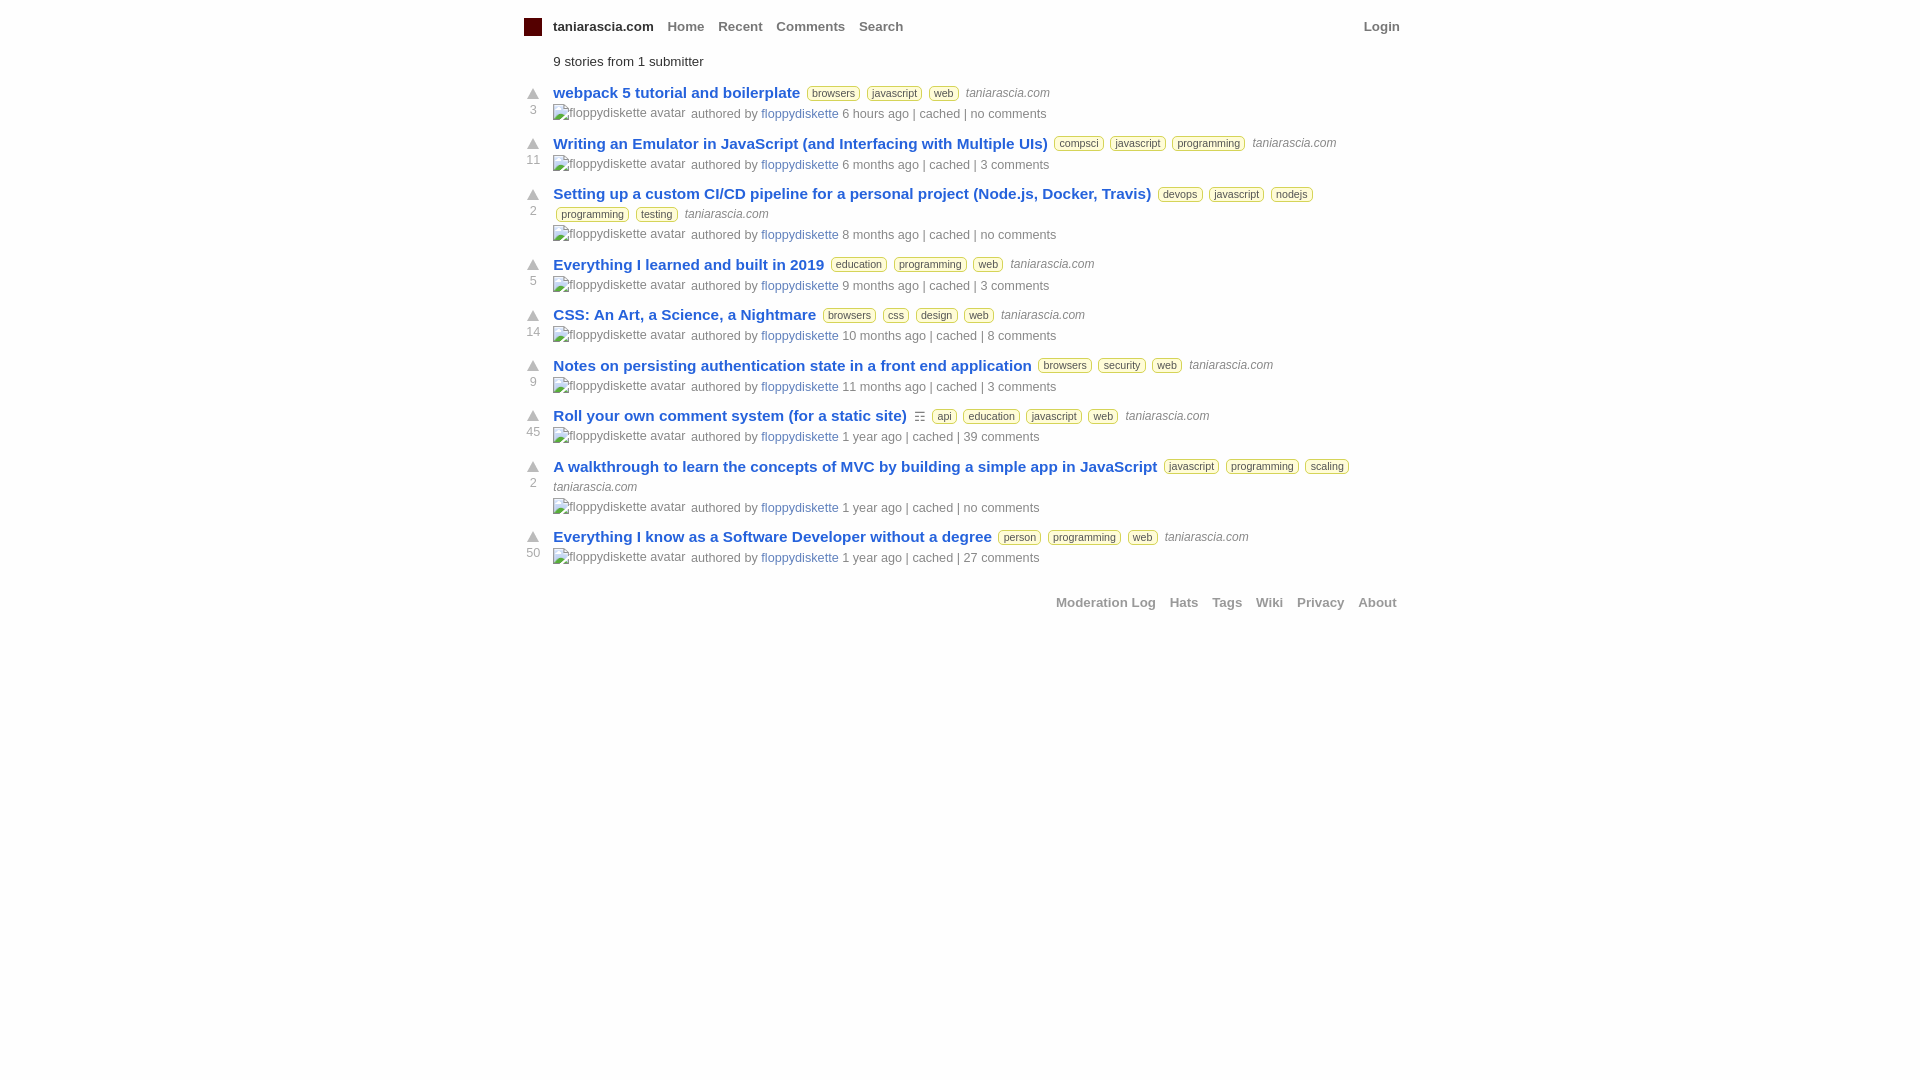 taniarascia.com Home Recent Comments Search Login
9 stories from 1 submitter
webpack 5 tutorial and boilerplate browsers javascript web taniarascia.com
3
floppydiskette avatar authored by floppydiskette 6 hours ago | cached | no comments
Writing an Emulator in JavaScript (and Interfacing with Multiple UIs) compsci javascript programming taniarascia.com
11
floppydiskette avatar authored by floppydiskette 6 months ago | cached | 3 comments
Setting up a custom CI/CD pipeline for a personal project (Node.js, Docker, Travis) devops javascript nodejs
2
programming testing taniarascia.com
floppydiskette avatar authored by floppydiskette 8 months ago | cached | no comments
Everything I learned and built in 2019 education programming web taniarascia.com
5
floppydiskette avatar authored by floppydiskette 9 months ago | cached | 3 comments
CSS: An Art, a Science, a Nightmare browsers css design web taniarascia.com
14
floppydiskette avatar authored by floppydiskette 10 months ago | cached | 8 comments
Notes on persisting authentication state in a front end application browsers security web taniarascia.com
9
floppydiskette avatar authored by floppydiskette 11 months ago | cached | 3 comments
Roll your own comment system (for a static site) ☶ api education javascript web taniarascia.com
45
floppydiskette avatar authored by floppydiskette 1 year ago | cached | 39 comments
A walkthrough to learn the concepts of MVC by building a simple app in JavaScript javascript programming scaling
2
taniarascia.com
floppydiskette avatar authored by floppydiskette 1 year ago | cached | no comments
Everything I know as a Software Developer without a degree person programming web taniarascia.com
50
floppydiskette avatar authored by floppydiskette 1 year ago | cached | 27 comments
Moderation Log Hats Tags Wiki Privacy About